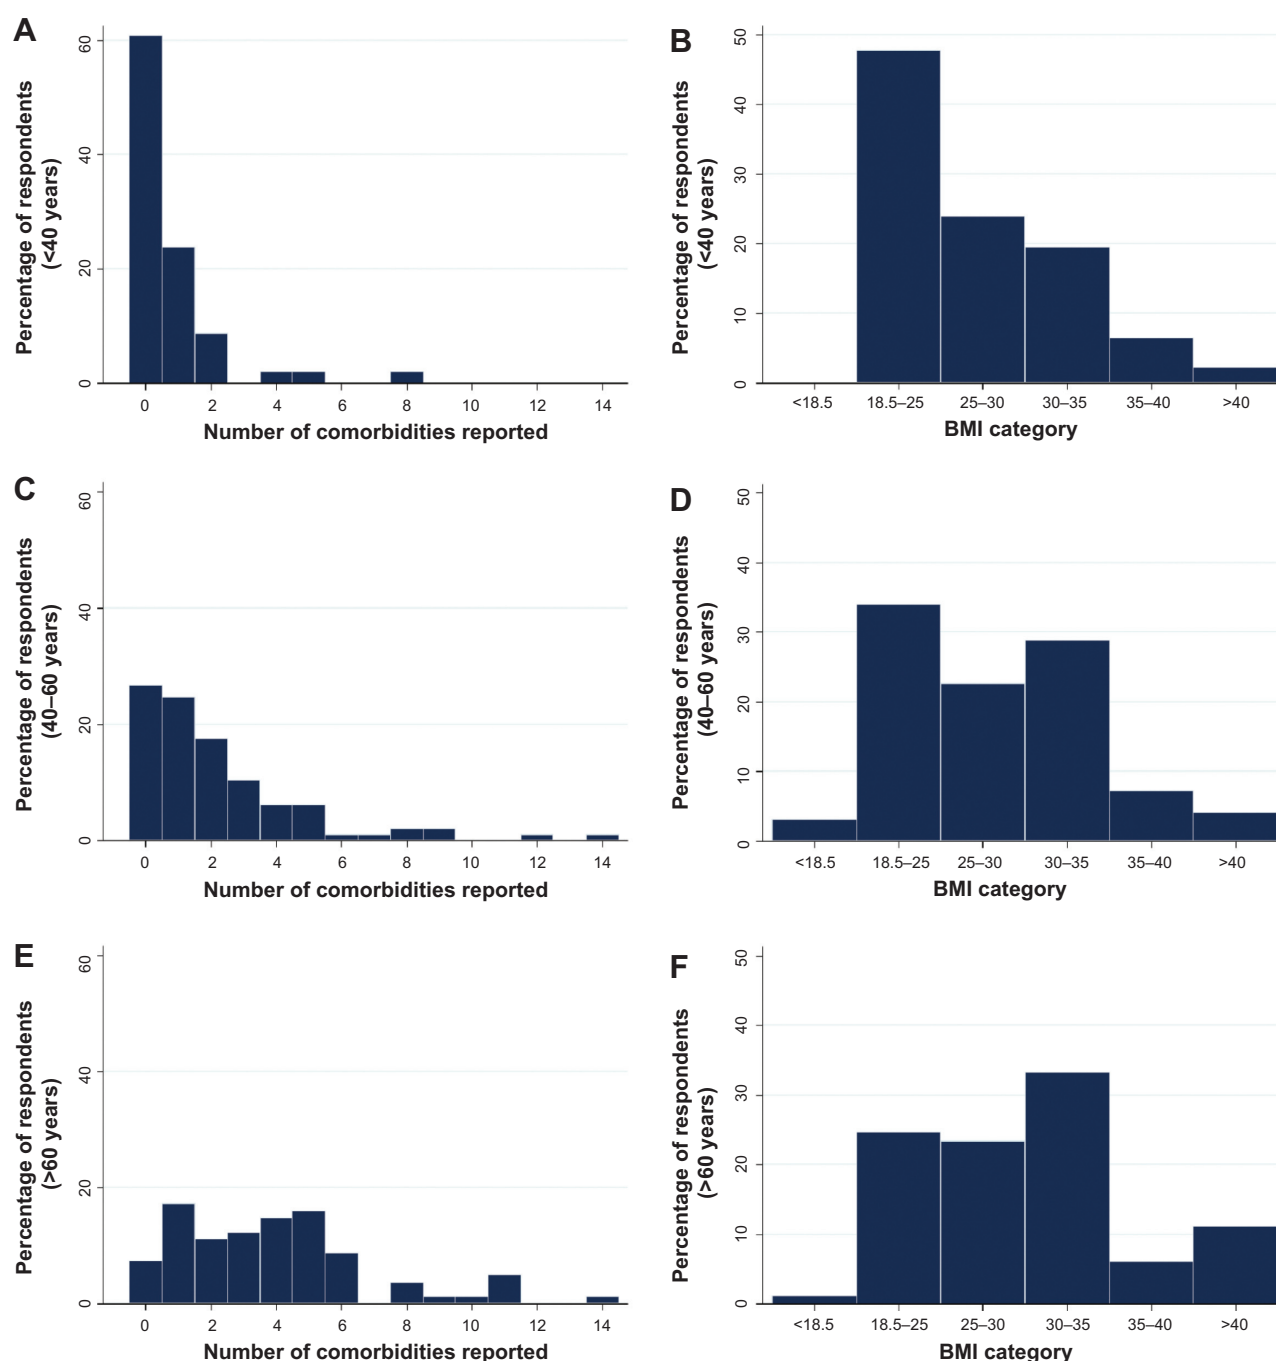 A
Percentage of respondents
(<40 years)
60
40
20
0
0 2 4 6 8 10 12 14
Number of comorbidities reported
B
Percentage of respondents
(<40 years)
50
40
30
20
10
0
<18.5 18.5–25 25–30 30–35 35–40 >40
BMI category
C
Percentage of respondents
(40–60 years)
60
40
20
0
0 2 4 6 8 10 12 14
Number of comorbidities reported
D
Percentage of respondents
(40–60 years)
50
40
30
20
10
0
<18.5 18.5–25 25–30 30–35 35–40 >40
BMI category
E
Percentage of respondents
(>60 years)
60
40
20
0
0 2 4 6 8 10 12 14
Number of comorbidities reported
F
Percentage of respondents
(>60 years)
50
40
30
20
10
0
<18.5 18.5–25 25–30 30–35 35–40 >40
BMI category